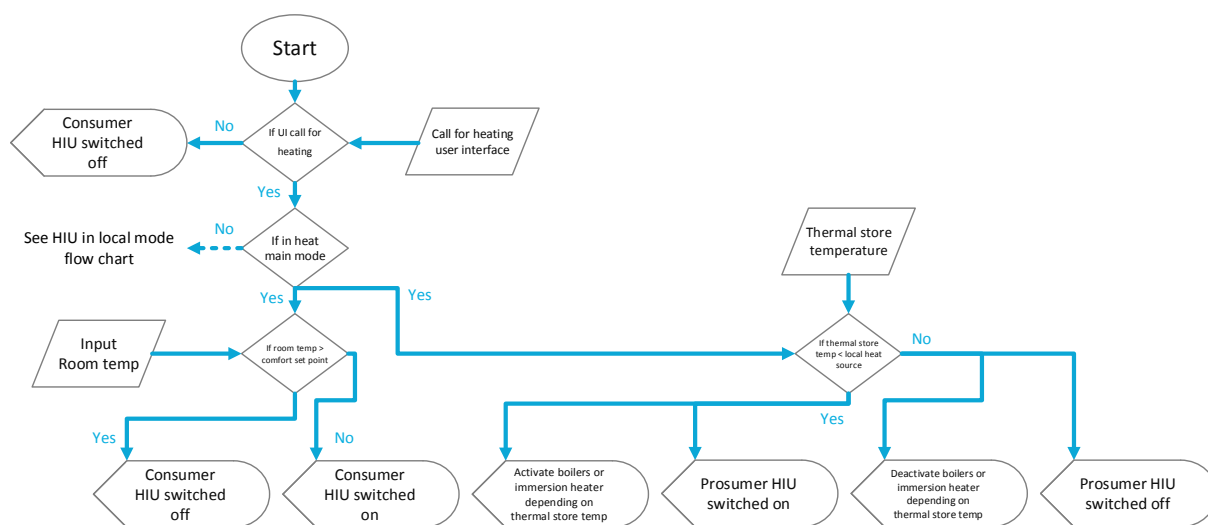 Start
Consumer
HIU switched
off
No
If UI call for
heating
Call for heating
user interface
Yes
See HIU in local mode
flow chart
No
If in heat
main mode
Thermal store
temperature
Yes
Yes
Input
Room temp
If room temp >
comfort set point
If thermal store
temp < local heat
source
No
Yes
No
Yes
Consumer
HIU switched
off
Consumer
HIU switched
on
Activate boilers or
immersion heater
depending on
thermal store temp
Prosumer HIU
switched on
Deactivate boilers or
immersion heater
depending on
thermal store temp
Prosumer HIU
switched off